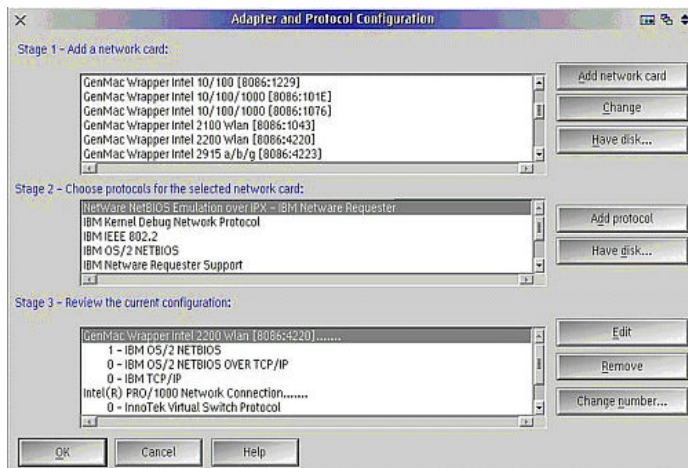 Adapter and Protocol Configuration
Stage 1 - Add a network card:
GenMac Wrapper Intel 10/100 [8086:1229]
GenMac Wrapper Intel 10/100/1000 [8086:101E]
GenMac Wrapper Intel 10/100/1000 [8086:1076]
GenMac Wrapper Intel 2100 Wlan [8086:1043]
GenMac Wrapper Intel 2200 Wlan [8086:4220]
GenMac Wrapper Intel 2915 a/b/g [8086:4223]
Add network card
Change
Have disk...
Stage 2 - Choose protocols for the selected network card:
NetWare NetBIOS Emulation over IPX - IBM Netware Requester
IBM Kernel Debug Network Protocol
IBM IEEE 802.2
IBM OS/2 NETBIOS
IBM Netware Requester Support
Add protocol
Have disk...
Stage 3 - Review the current configuration:
GenMac Wrapper Intel 2200 Wlan [8086:4220].......
1 - IBM OS/2 NETBIOS
0 - IBM OS/2 NETBIOS OVER TCP/IP
0 - IBM TCP/IP
Intel(R) PRO/1000 Network Connection.......
0 - InnoTek Virtual Switch Protocol
Edit
Remove
Change number...
OK
Cancel
Help